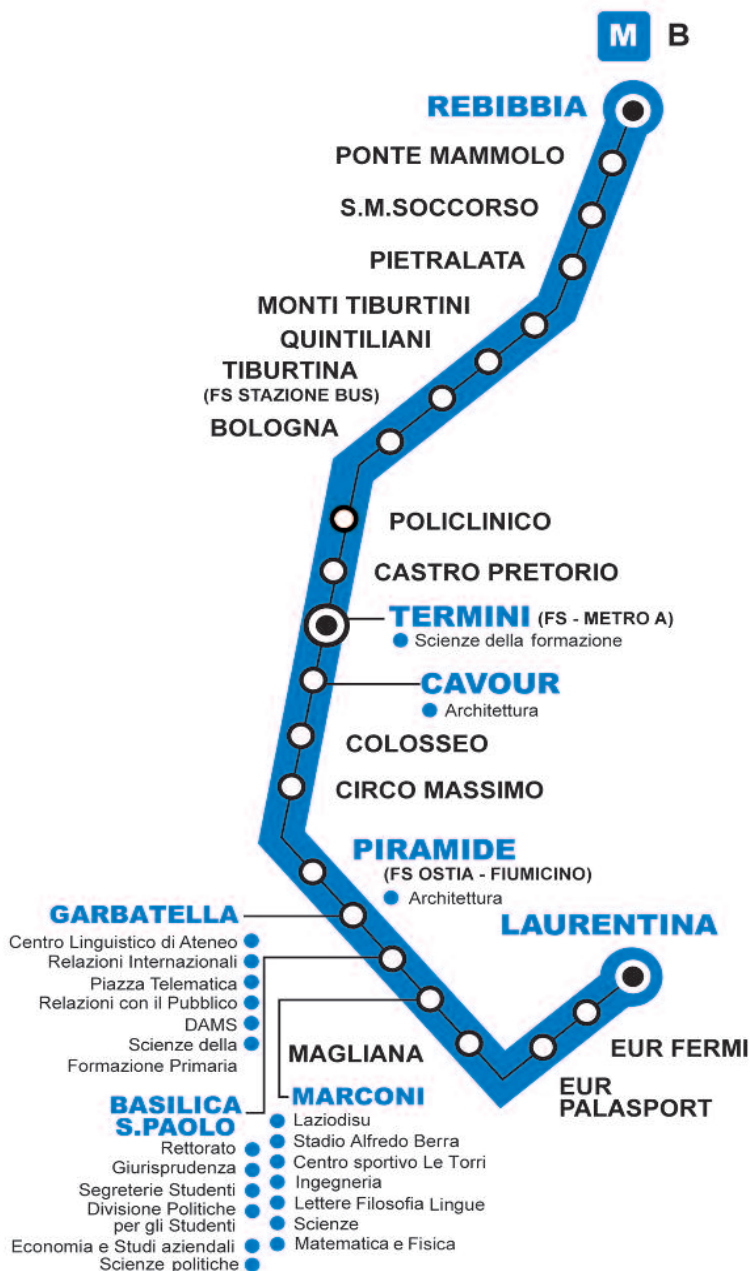 M B
REBIBBIA
PONTE MAMMOLO
S.M.SOCCORSO
PIETRALATA
MONTI TIBURTINI
QUINTILIANI
TIBURTINA
(FS STAZIONE BUS)
BOLOGNA
POLICLINICO
CASTRO PRETORIO
TERMINI (FS - METRO A)
Scienze della formazione
CAVOUR
Architettura
COLOSSEO
CIRCO MASSIMO
PIRAMIDE
(FS OSTIA - FIUMICINO)
Architettura
GARBATELLA
Centro Linguistico di Ateneo
Relazioni Internazionali
Piazza Telematica
Relazioni con il Pubblico
DAMS
Scienze della
Formazione Primaria
BASILICA
S.PAOLO
Rettorato
Giurisprudenza
Segreterie Studenti
Divisione Politiche
per gli Studenti
Economia e Studi aziendali
Scienze politiche
MARCONI
Laziodisu
Stadio Alfredo Berra
Centro sportivo Le Torri
Ingegneria
Lettere Filosofia Lingue
Scienze
Matematica e Fisica
MAGLIANA
EUR
PALASPORT
EUR FERMI
LAURENTINA